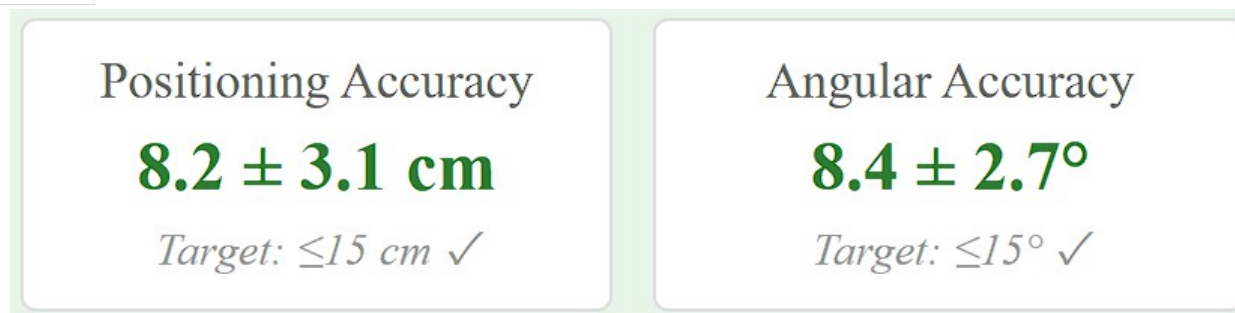 Positioning Accuracy
8.2 ± 3.1 cm
Target: ≤15 cm ✓
Angular Accuracy
8.4 ± 2.7°
Target: ≤15° ✓